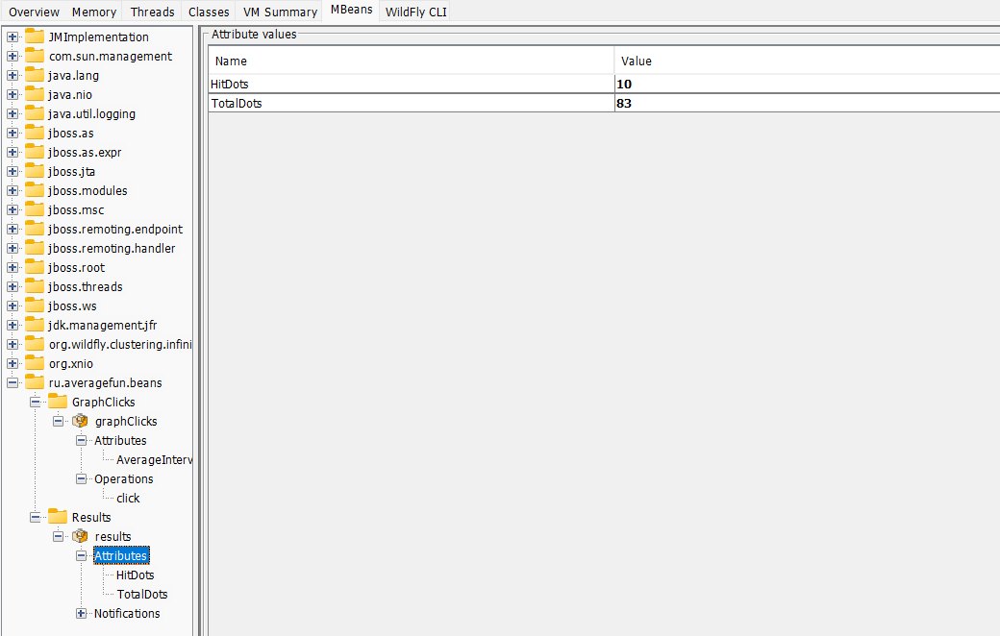 Overview Memory Threads Classes VM Summary MBeans WildFly CLI
JMImplementation
com.sun.management
java.lang
java.nio
java.util.logging
jboss.as
jboss.as.expr
jboss.jta
jboss.modules
jboss.msc
jboss.remoting.endpoint
jboss.remoting.handler
jboss.root
jboss.threads
jboss.ws
jdk.management.jfr
org.wildfly.clustering.infini
org.xnio
ru.averagefun.beans
GraphClicks
graphClicks
Attributes
AverageInterv
Operations
click
Results
results
Attributes
HitDots
TotalDots
Notifications
Attribute values
Name Value
HitDots 10
TotalDots 83